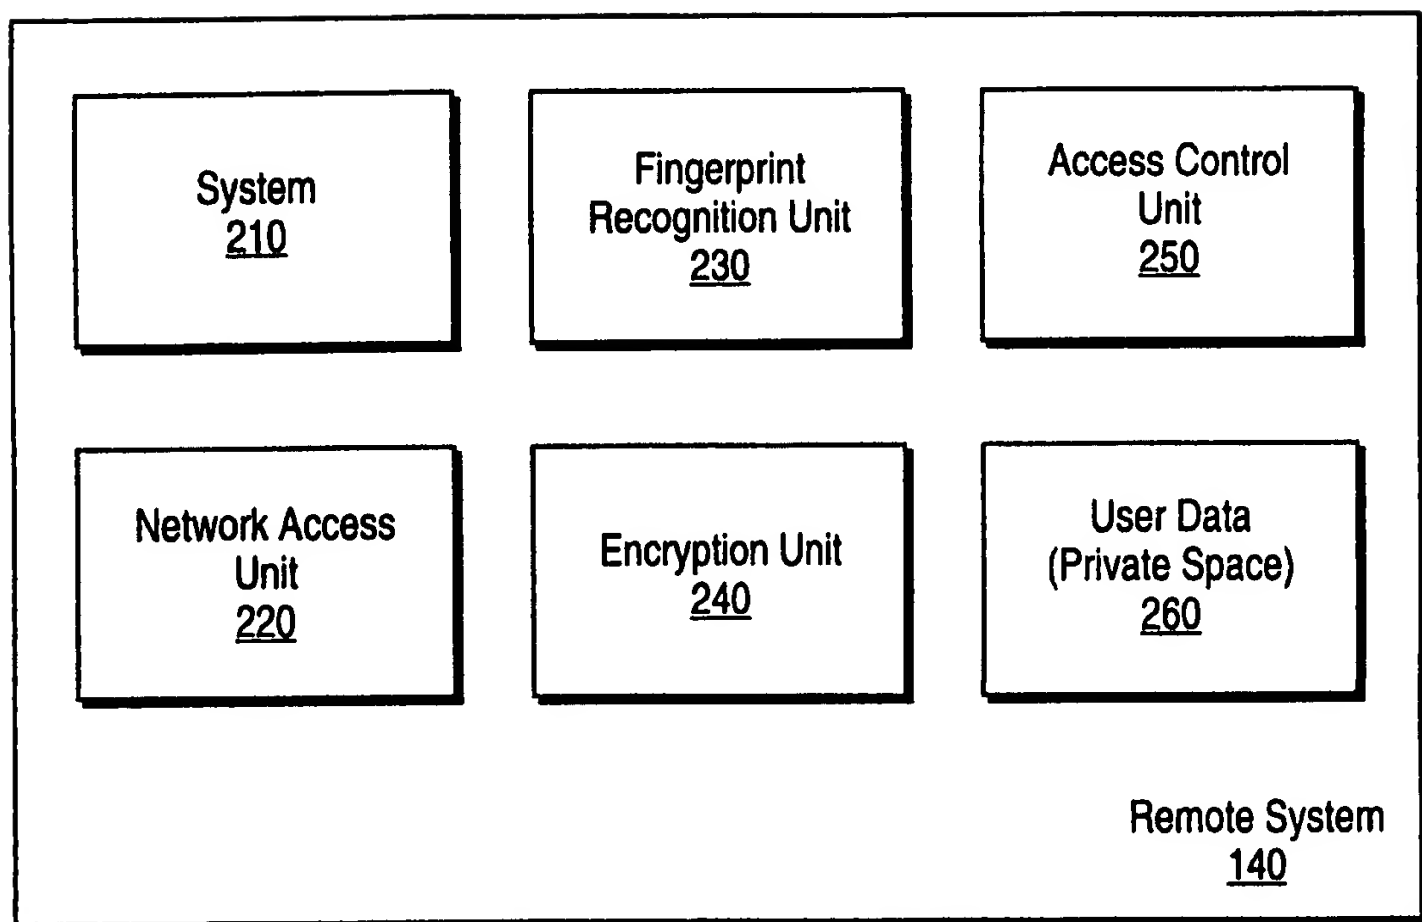 System
210
Fingerprint
Recognition Unit
230
Access Control
Unit
250
Network Access
Unit
220
Encryption Unit
240
User Data
(Private Space)
260
Remote System
140